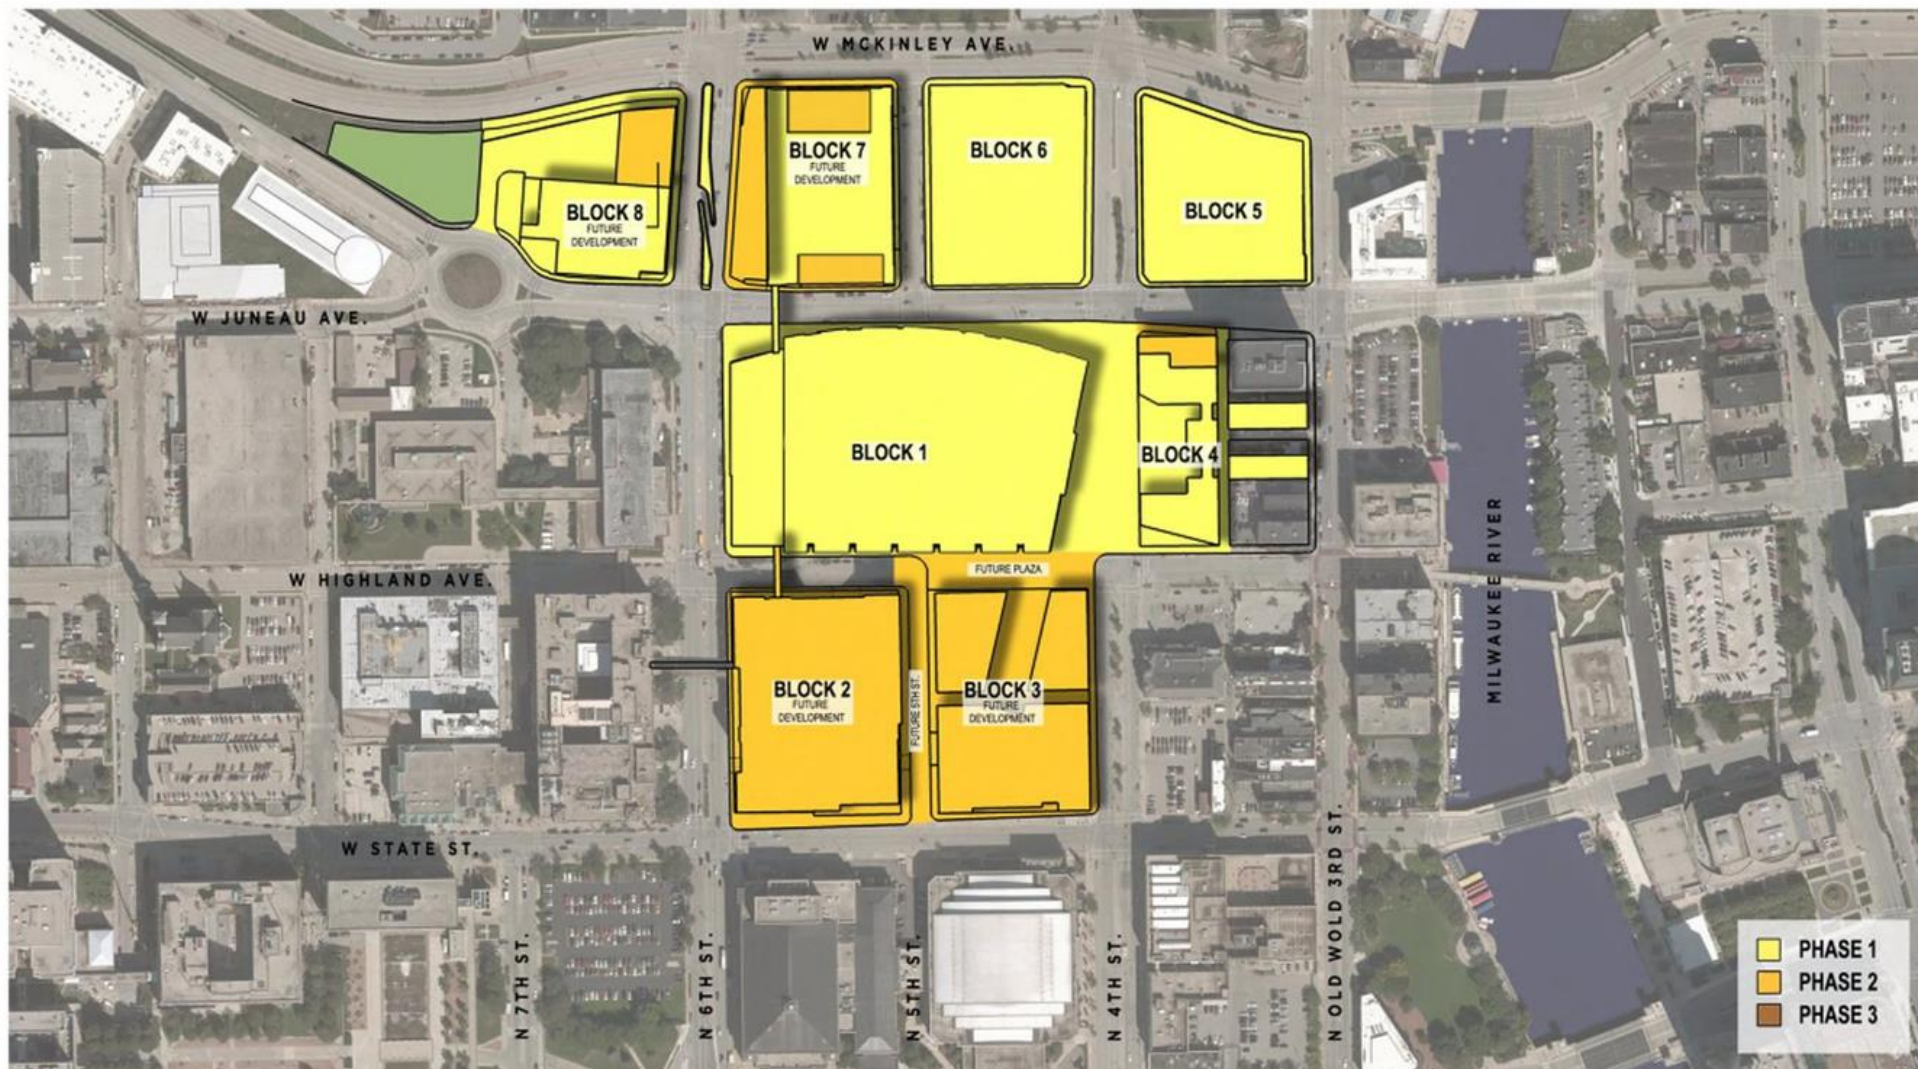 W MCKINLEY AVE.
BLOCK 7
FUTURE
DEVELOPMENT
BLOCK 6
BLOCK 8
FUTURE
DEVELOPMENT
BLOCK 5
W JUNEAU AVE.
BLOCK 1
BLOCK 4
W HIGHLAND AVE.
FUTURE PLAZA
MILWAUKEE RIVER
BLOCK 2
FUTURE
DEVELOPMENT
FUTURE 5TH ST.
BLOCK 3
FUTURE
DEVELOPMENT
W STATE ST.
N 7TH ST.
N 6TH ST.
N 5TH ST.
N 4TH ST.
N OLD WOLD 3RD ST.
PHASE 1
PHASE 2
PHASE 3